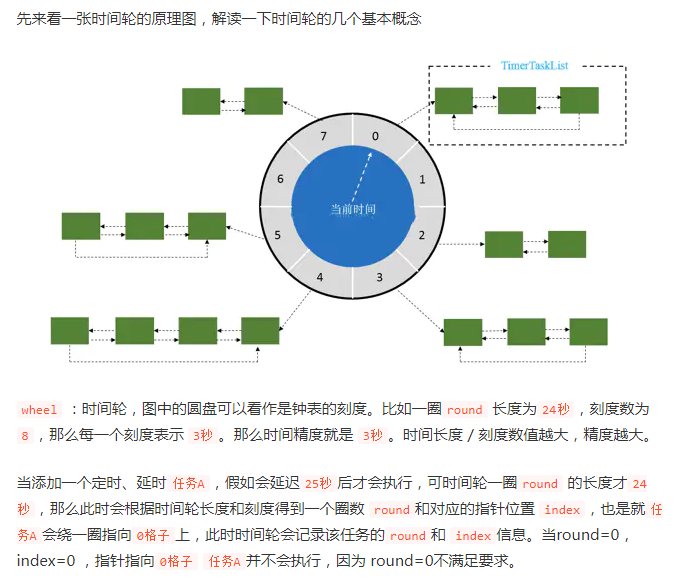 先来看一张时间轮的原理图，解读一下时间轮的几个基本概念
TimerTaskList
7
0
6
1
当前时间
5
2
4
3
wheel ：时间轮，图中的圆盘可以看作是钟表的刻度。比如一圈 round 长度为 24秒 ，刻度数为
8 ，那么每一个刻度表示 3秒 。那么时间精度就是 3秒 。时间长度 / 刻度数值越大，精度越大。
当添加一个定时、延时 任务A ，假如会延迟 25秒 后才会执行，可时间轮一圈 round 的长度才 24
秒 ，那么此时会根据时间轮长度和刻度得到一个圈数 round 和对应的指针位置 index ，也是就 任
务A 会绕一圈指向 0格子 上，此时时间轮会记录该任务的 round 和 index 信息。当round=0，
index=0 ，指针指向 0格子 任务A 并不会执行，因为 round=0不满足要求。